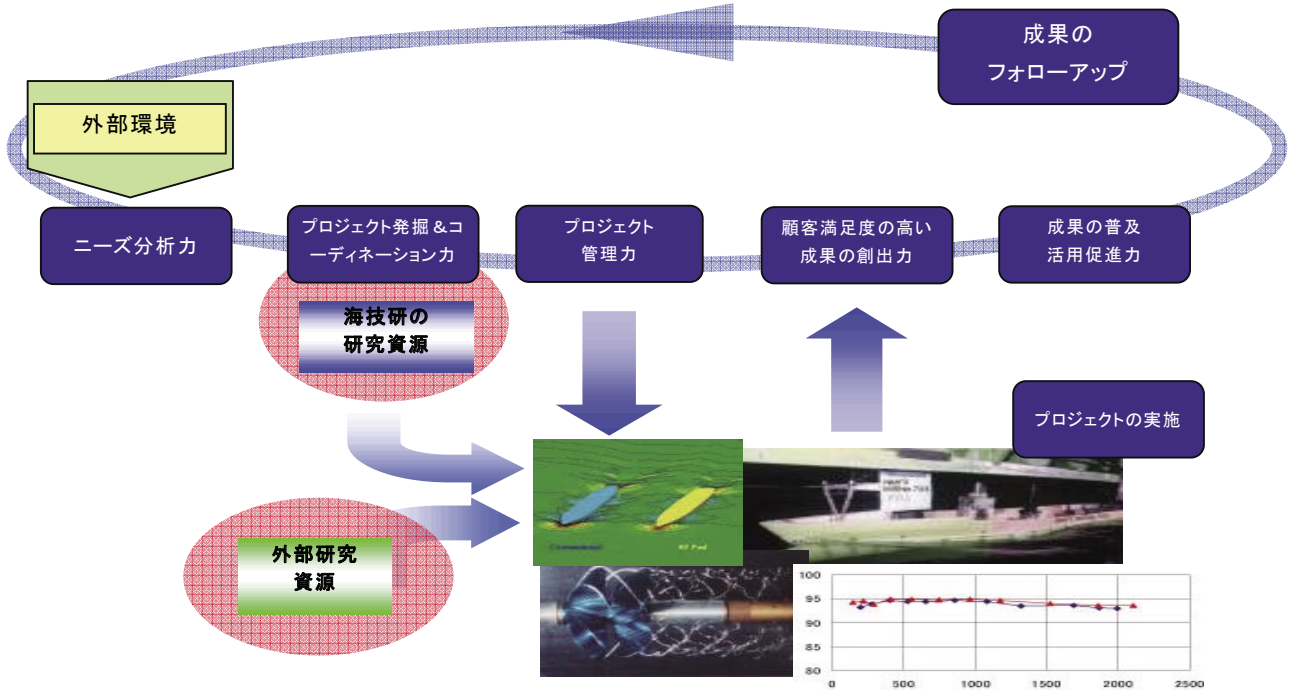 成果の
フォローアップ
外部環境
ニーズ分析力
プロジェクト発掘＆コ
ーディネーション力
プロジェクト
管理力
顧客満足度の高い
成果の創出力
成果の普及
活用促進力
海技研の
研究資源
プロジェクトの実施
外部研究
資源
100
95
90
85
80
0 500 1000 1500 2000 2500